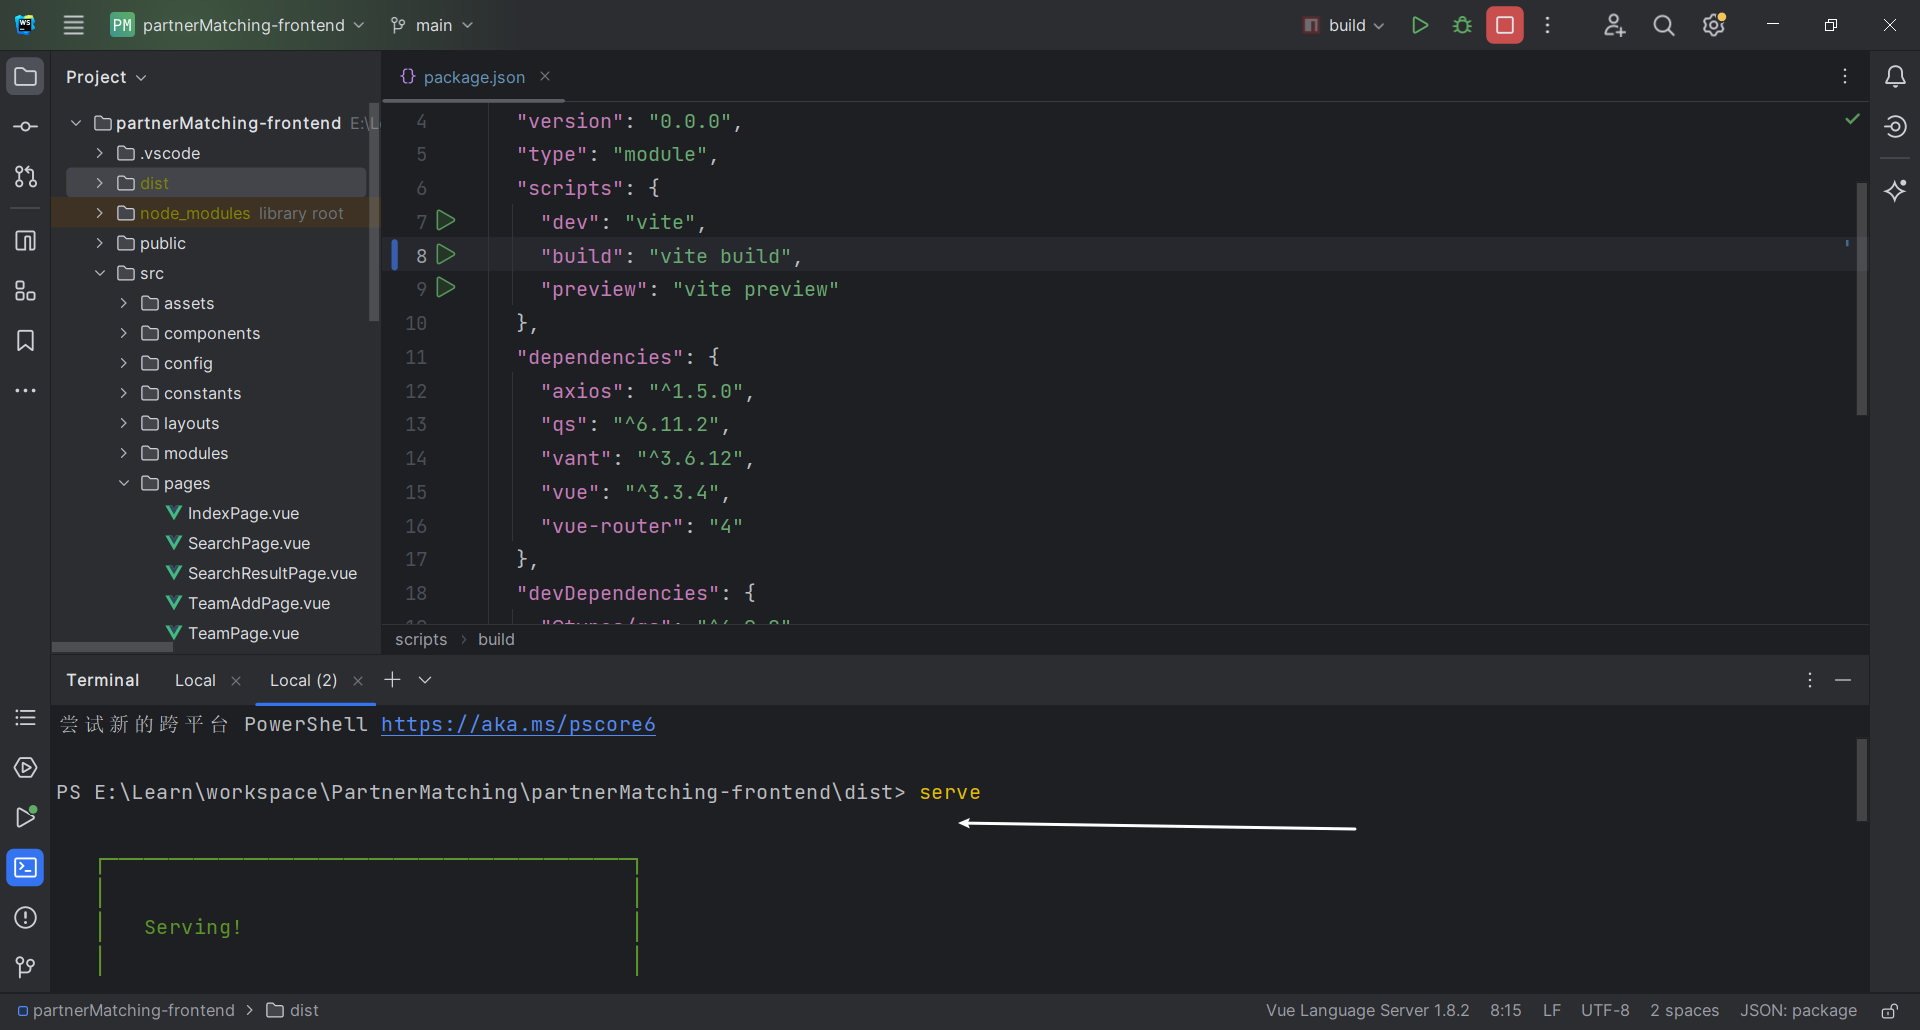 PM partnerMatching-frontend main build
Project
package.json
partnerMatching-frontend E:\L
.vscode
dist
node_modules library root
public
src
assets
components
config
constants
layouts
modules
pages
IndexPage.vue
SearchPage.vue
SearchResultPage.vue
TeamAddPage.vue
TeamPage.vue
4 "version": "0.0.0",
5 "type": "module",
6 "scripts": {
7 "dev": "vite",
8 "build": "vite build",
9 "preview": "vite preview"
10 },
11 "dependencies": {
12 "axios": "^1.5.0",
13 "qs": "^6.11.2",
14 "vant": "^3.6.12",
15 "vue": "^3.3.4",
16 "vue-router": "4"
17 },
18 "devDependencies": {
scripts › build
Terminal Local Local (2)
尝试新的跨平台 PowerShell https://aka.ms/pscore6
PS E:\Learn\workspace\PartnerMatching\partnerMatching-frontend\dist> serve
Serving!
partnerMatching-frontend > dist
Vue Language Server 1.8.2 8:15 LF UTF-8 2 spaces JSON: package